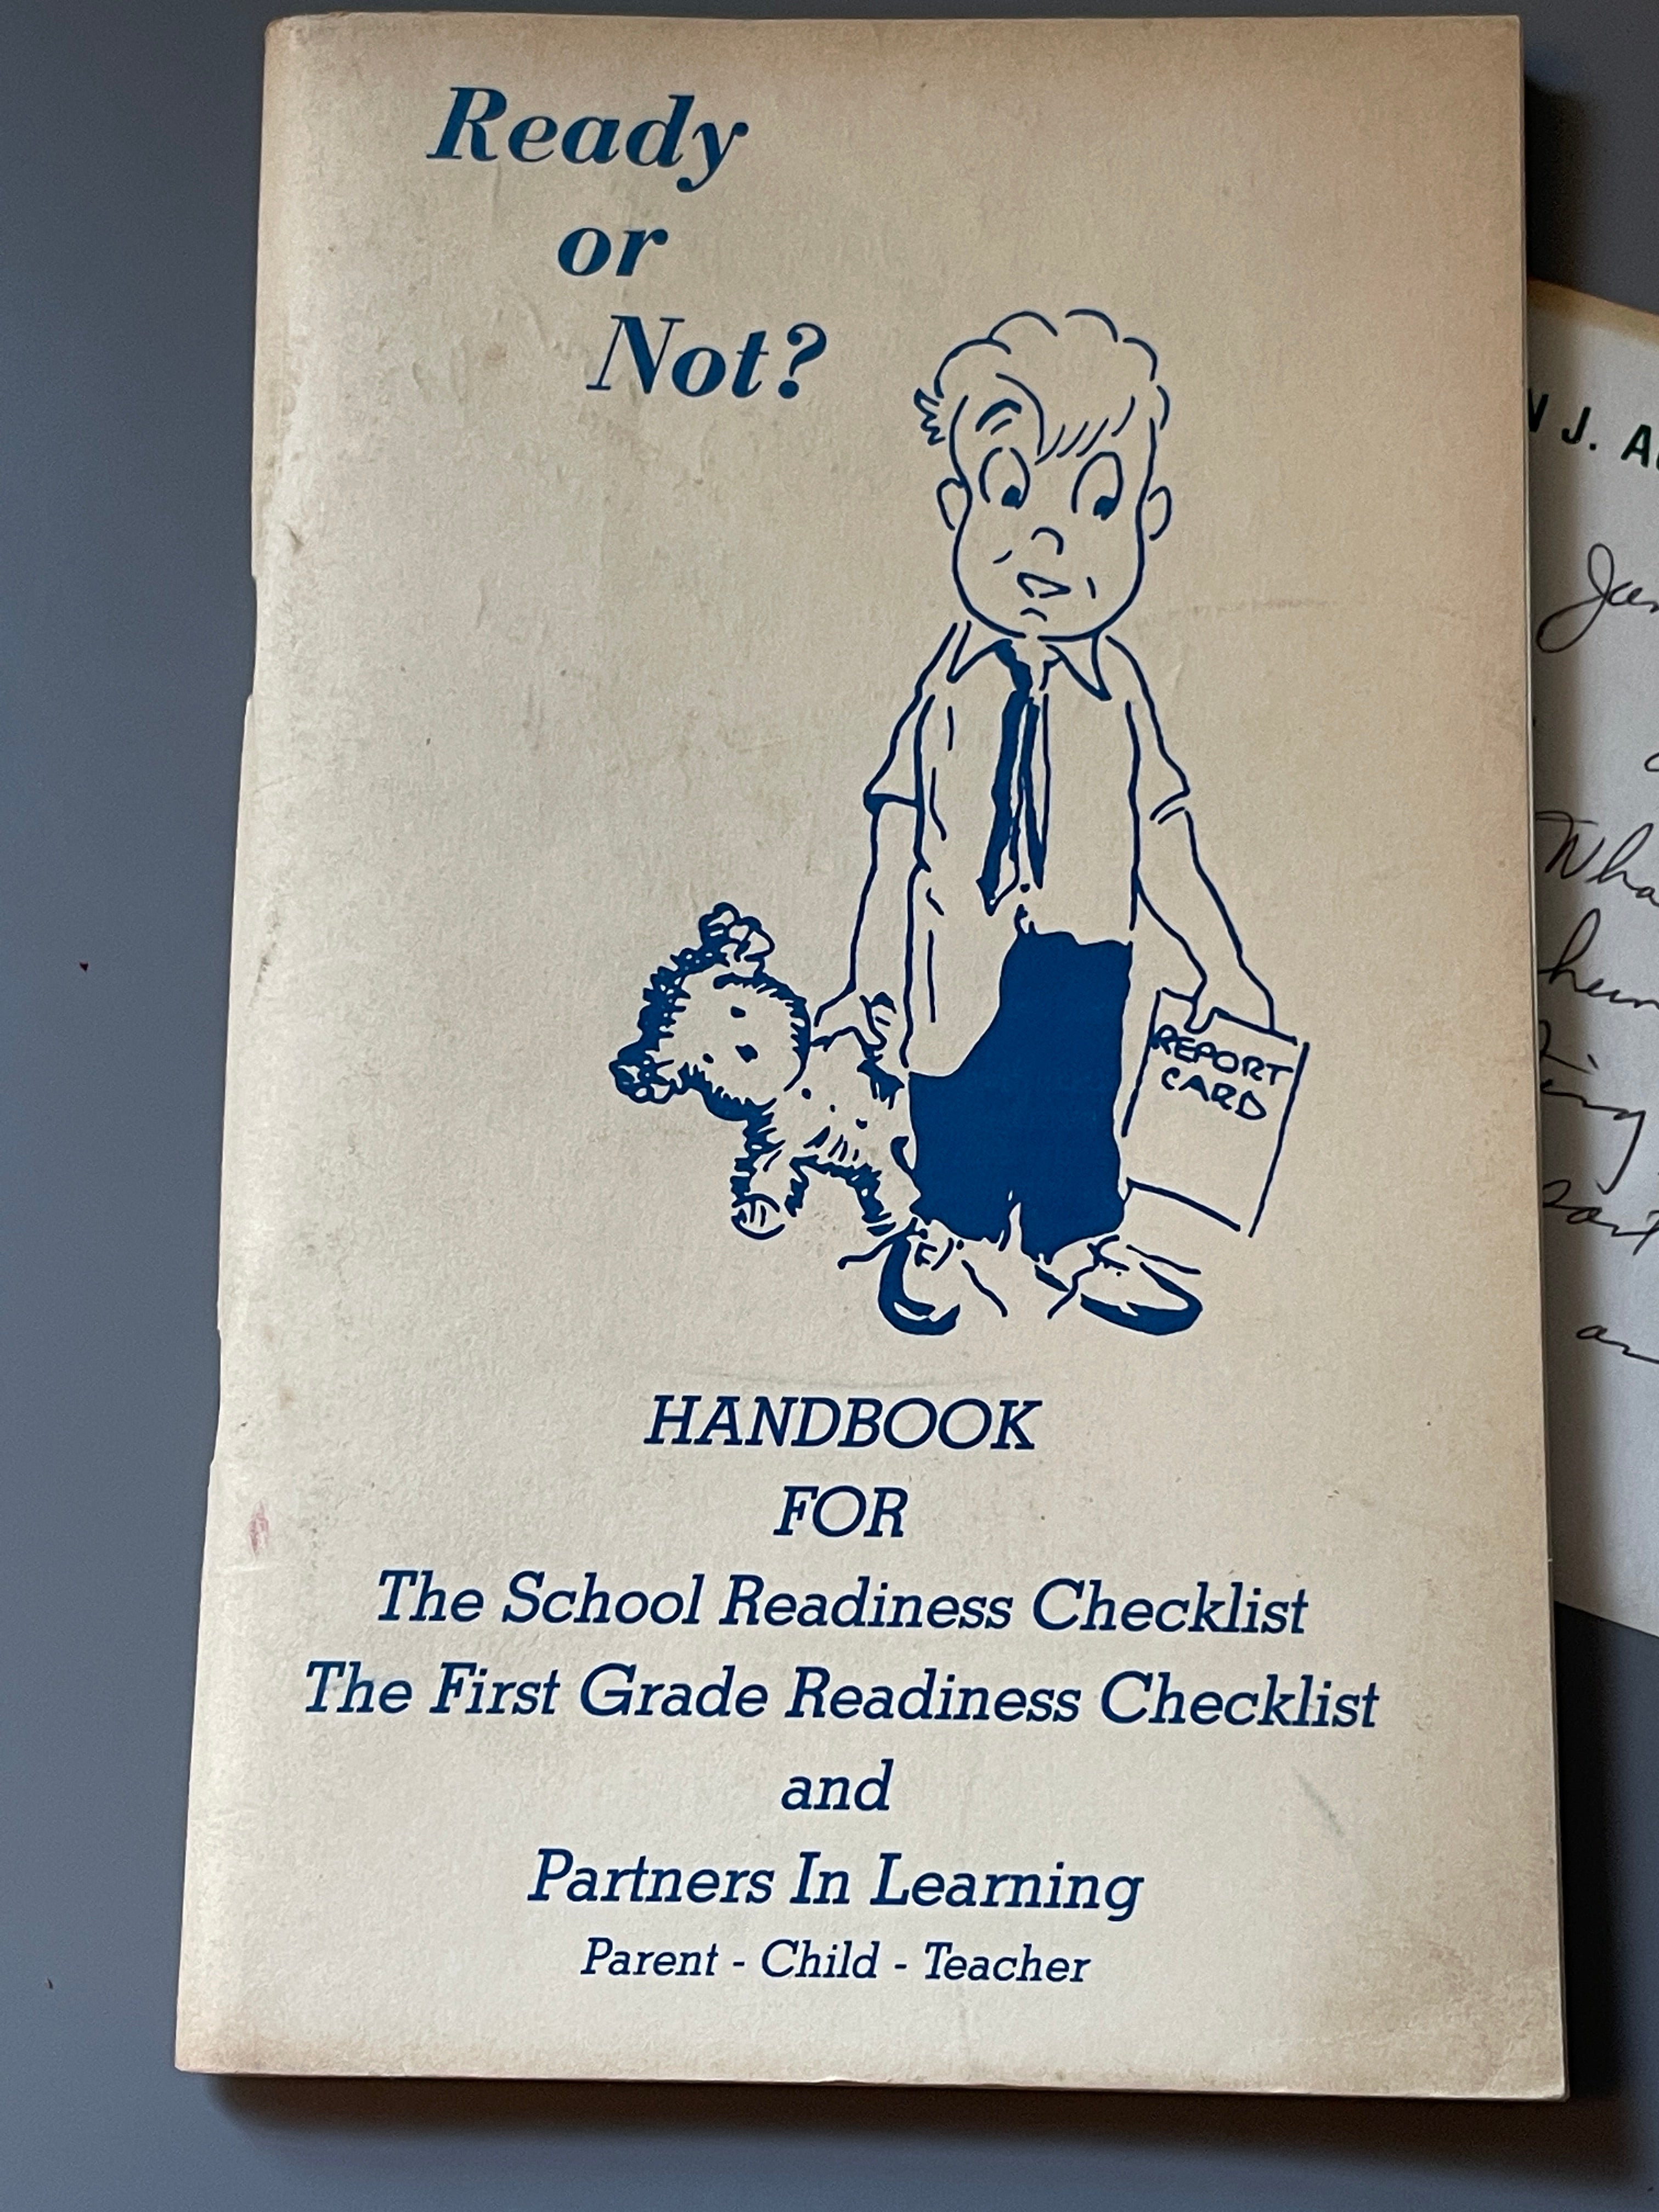 Ready
or
Not?
REPORT
CARD
HANDBOOK
FOR
The School Readiness Checklist
The First Grade Readiness Checklist
and
Partners In Learning
Parent - Child - Teacher
J.